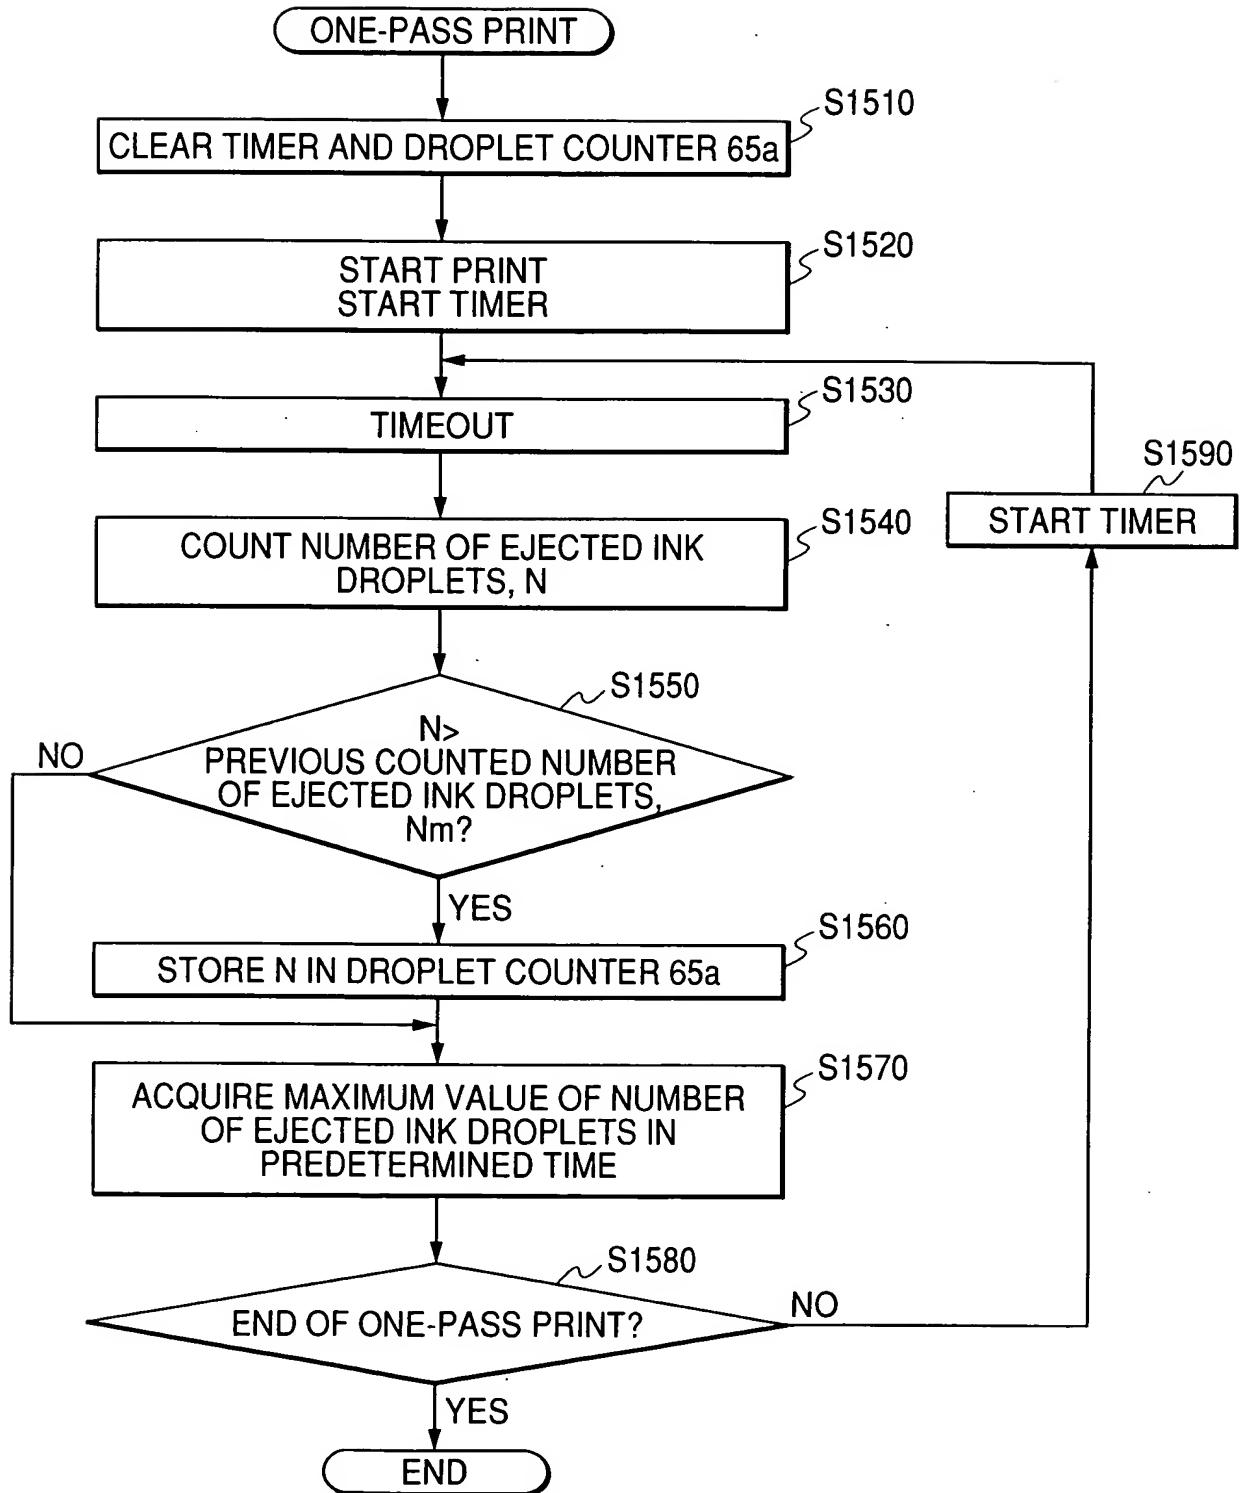 ONE-PASS PRINT
S1510
CLEAR TIMER AND DROPLET COUNTER 65a
S1520
START PRINT
START TIMER
S1530
TIMEOUT
S1590
START TIMER
S1540
COUNT NUMBER OF EJECTED INK
DROPLETS, N
S1550
N>
PREVIOUS COUNTED NUMBER
OF EJECTED INK DROPLETS,
Nm?
NO
YES
S1560
STORE N IN DROPLET COUNTER 65a
S1570
ACQUIRE MAXIMUM VALUE OF NUMBER
OF EJECTED INK DROPLETS IN
PREDETERMINED TIME
S1580
END OF ONE-PASS PRINT?
NO
YES
END